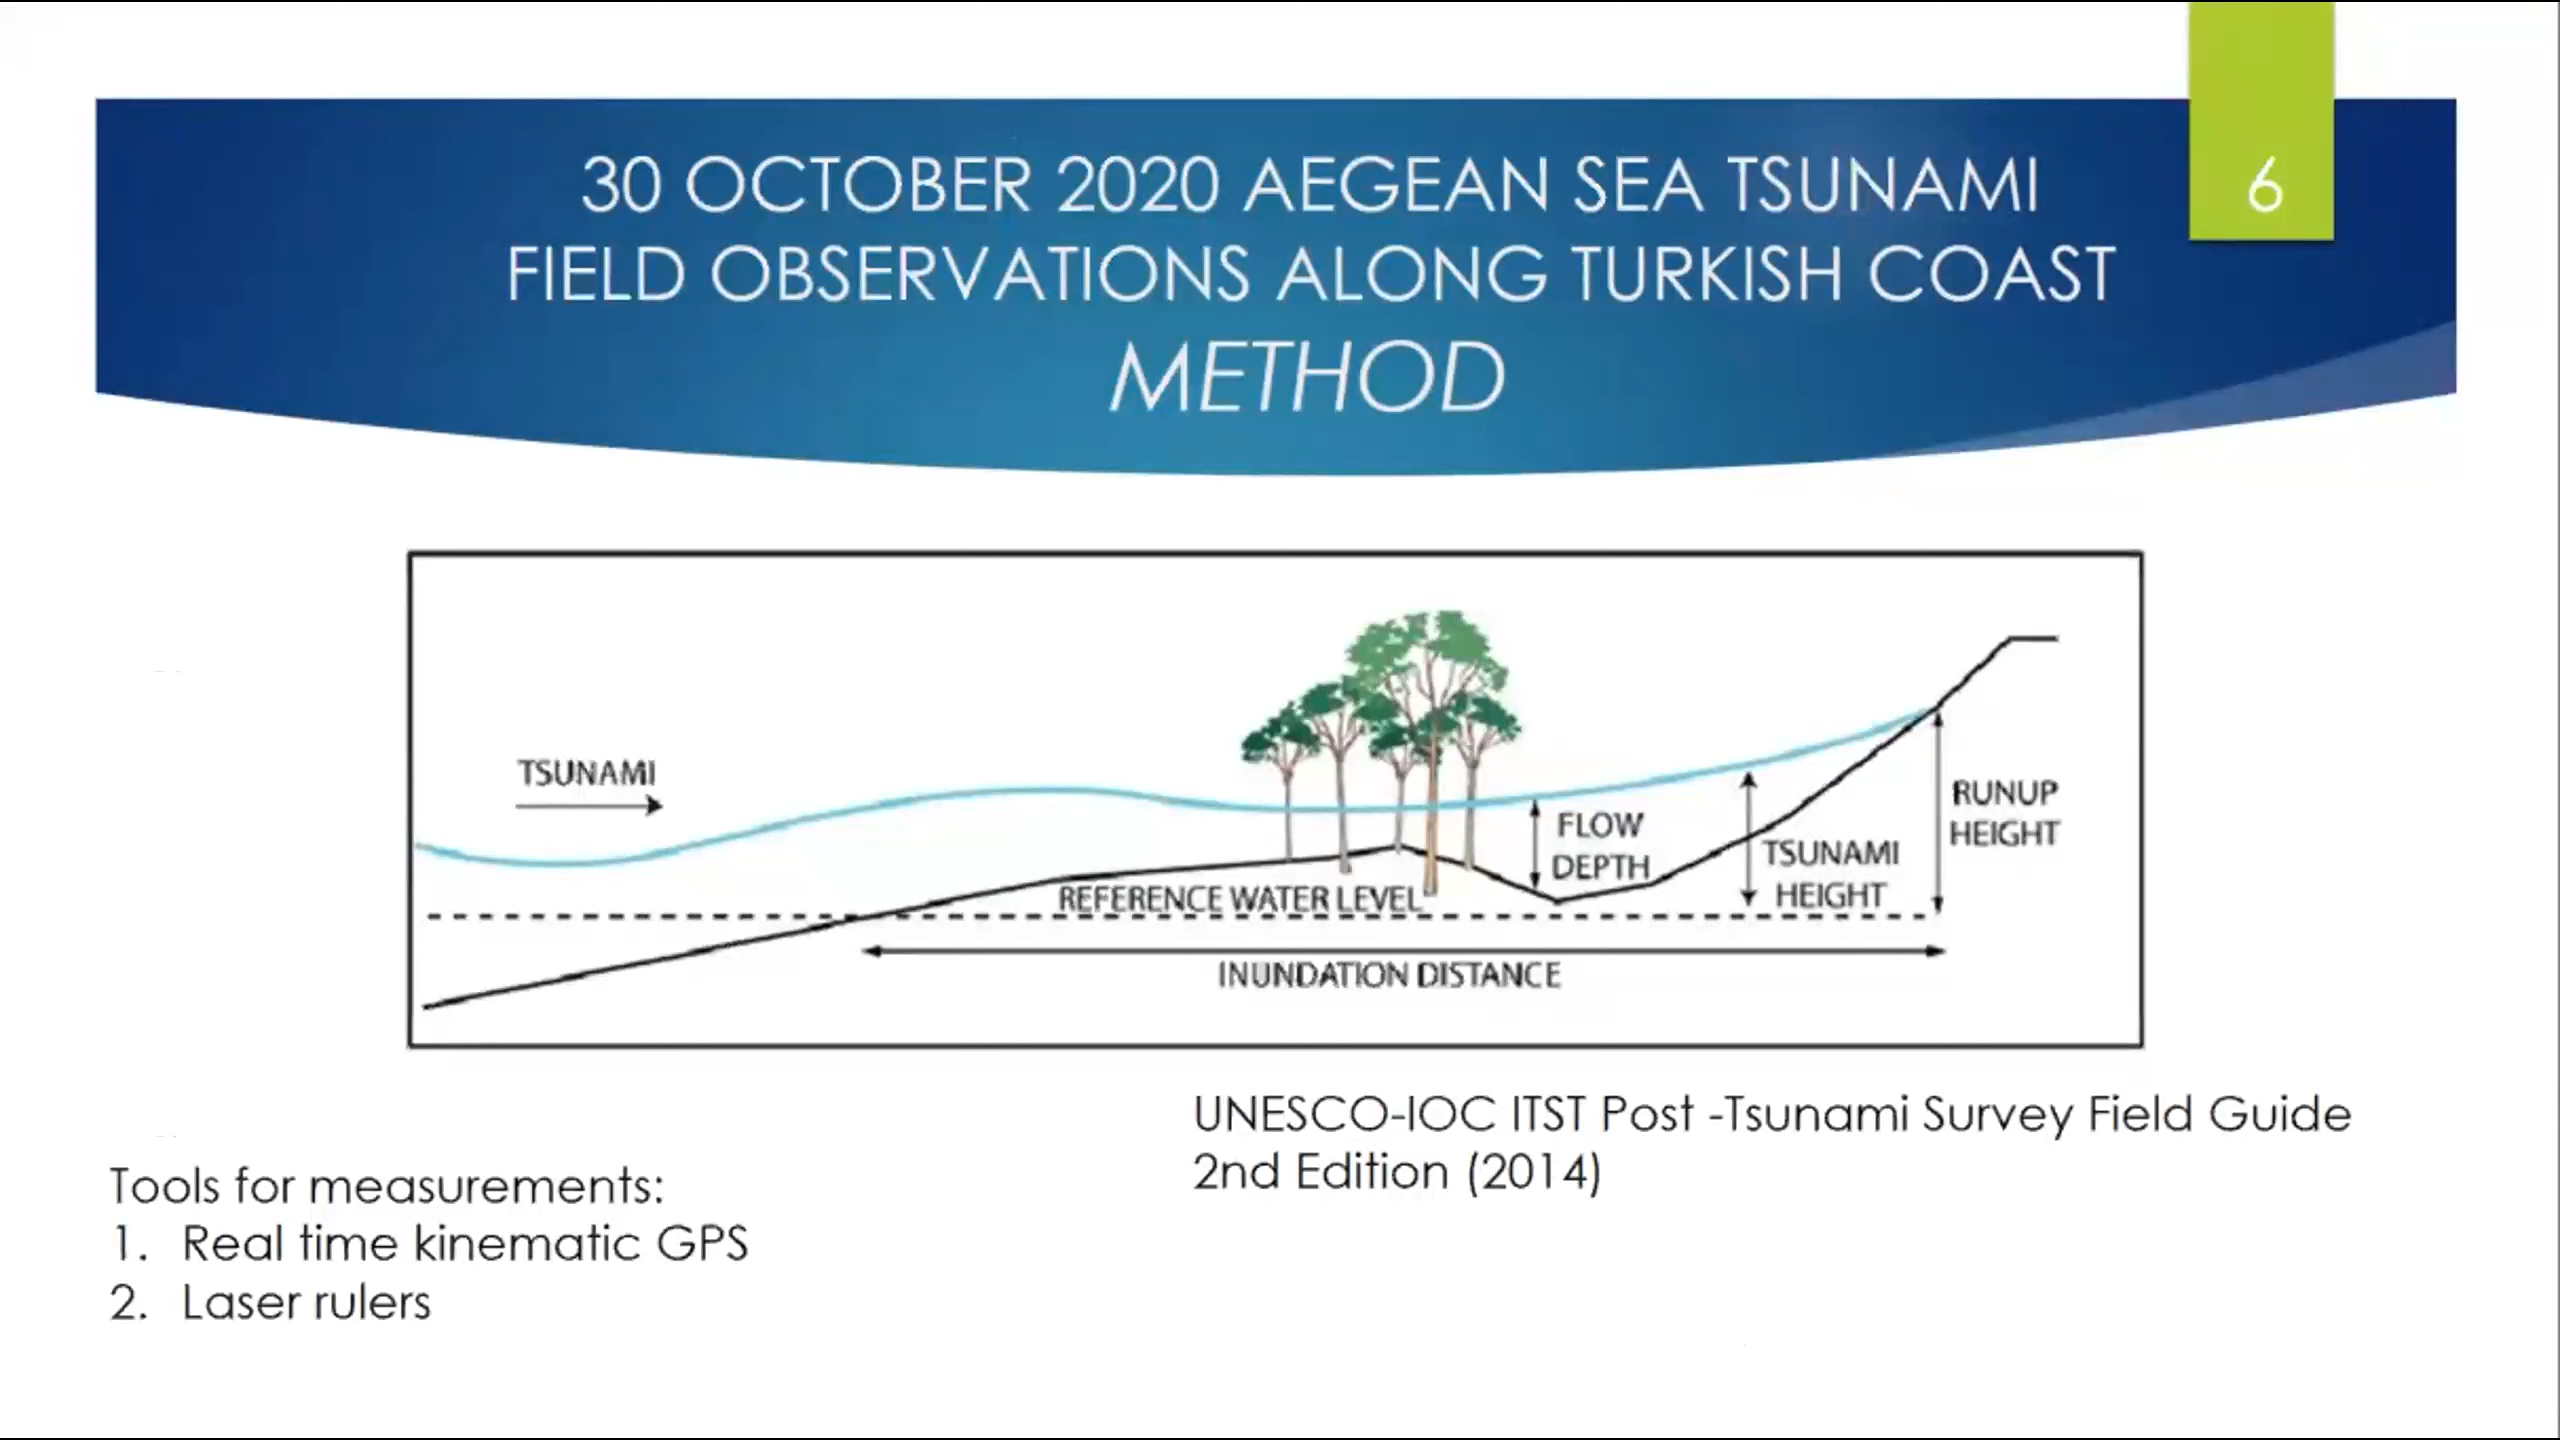 6
30 OCTOBER 2020 AEGEAN SEA TSUNAMI
FIELD OBSERVATIONS ALONG TURKISH COAST
METHOD
TSUNAMI
FLOW
DEPTH
TSUNAMI
HEIGHT
RUNUP
HEIGHT
REFERENCE WATER LEVEL
INUNDATION DISTANCE
UNESCO-IOC ITST Post -Tsunami Survey Field Guide
2nd Edition (2014)
Tools for measurements:
1. Real time kinematic GPS
2. Laser rulers